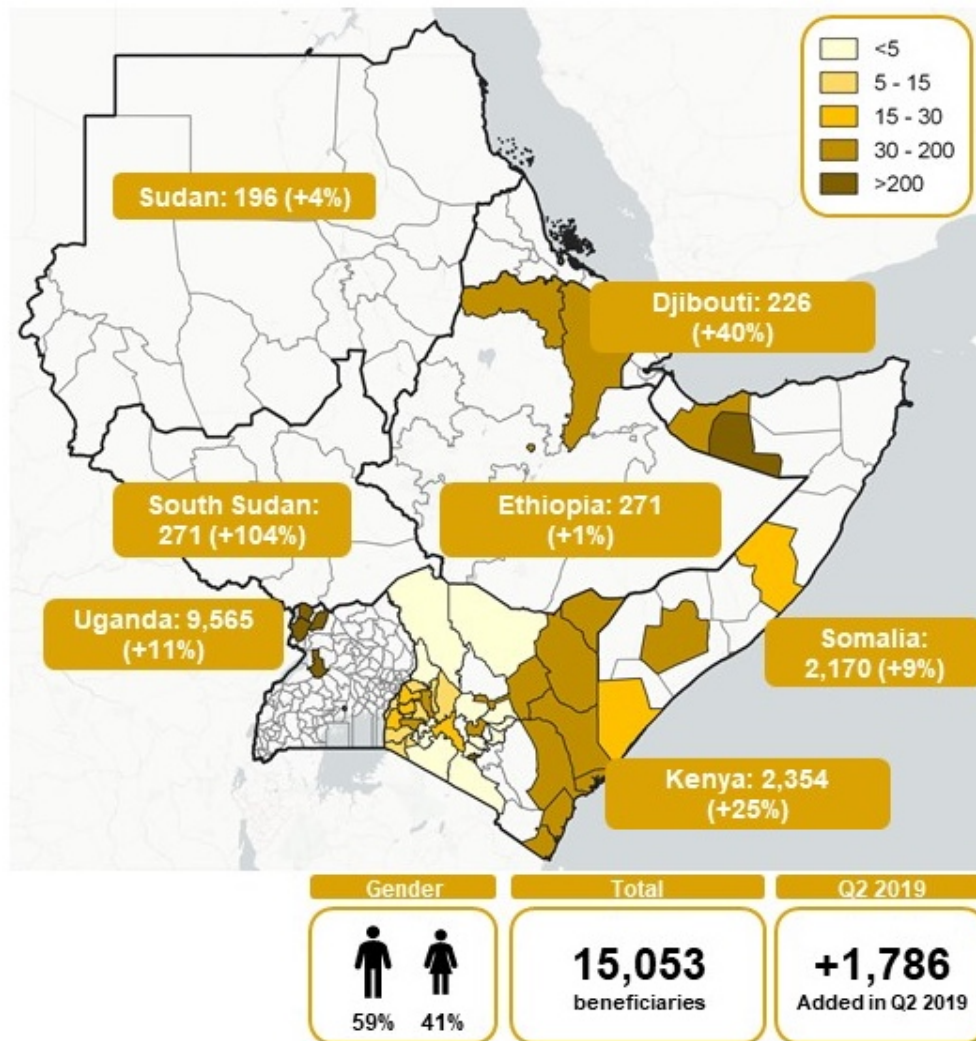 <5
5 - 15
15 - 30
30 - 200
>200
Sudan: 196 (+4%)
Djibouti: 226
(+40%)
South Sudan:
271 (+104%)
Ethiopia: 271
(+1%)
Uganda: 9,565
(+11%)
Somalia:
2,170 (+9%)
Kenya: 2,354
(+25%)
Gender
59%
41%
Total
15,053
beneficiaries
Q2 2019
+1,786
Added in Q2 2019